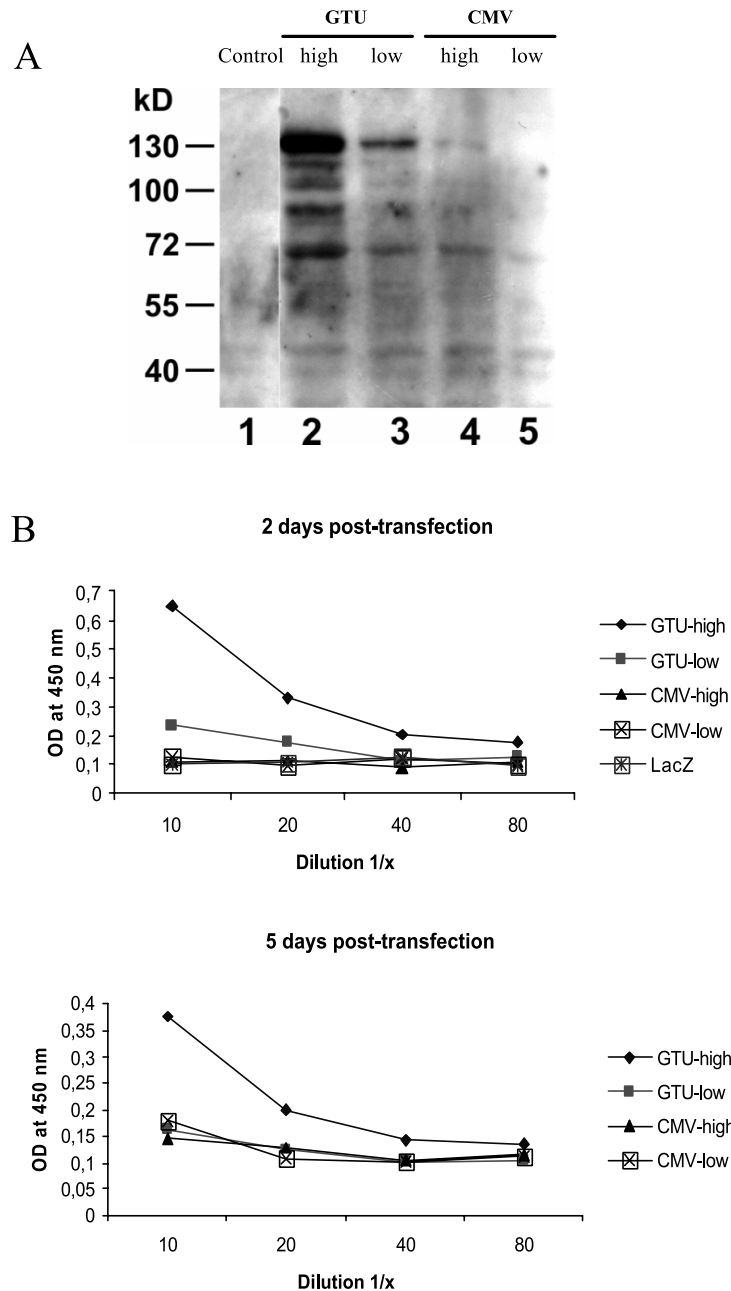 GTU CMV
A
Control high low high low
kD
130
100
72
55
40
1 2 3 4 5
B
2 days post-transfection
OD at 450 nm
0,7
0,6
0,5
0,4
0,3
0,2
0,1
0
10 20 40 80
Dilution 1/x
GTU-high
GTU-low
CMV-high
CMV-low
LacZ
5 days post-transfection
OD at 450 nm
0,4
0,35
0,3
0,25
0,2
0,15
0,1
0,05
0
10 20 40 80
Dilution 1/x
GTU-high
GTU-low
CMV-high
CMV-low